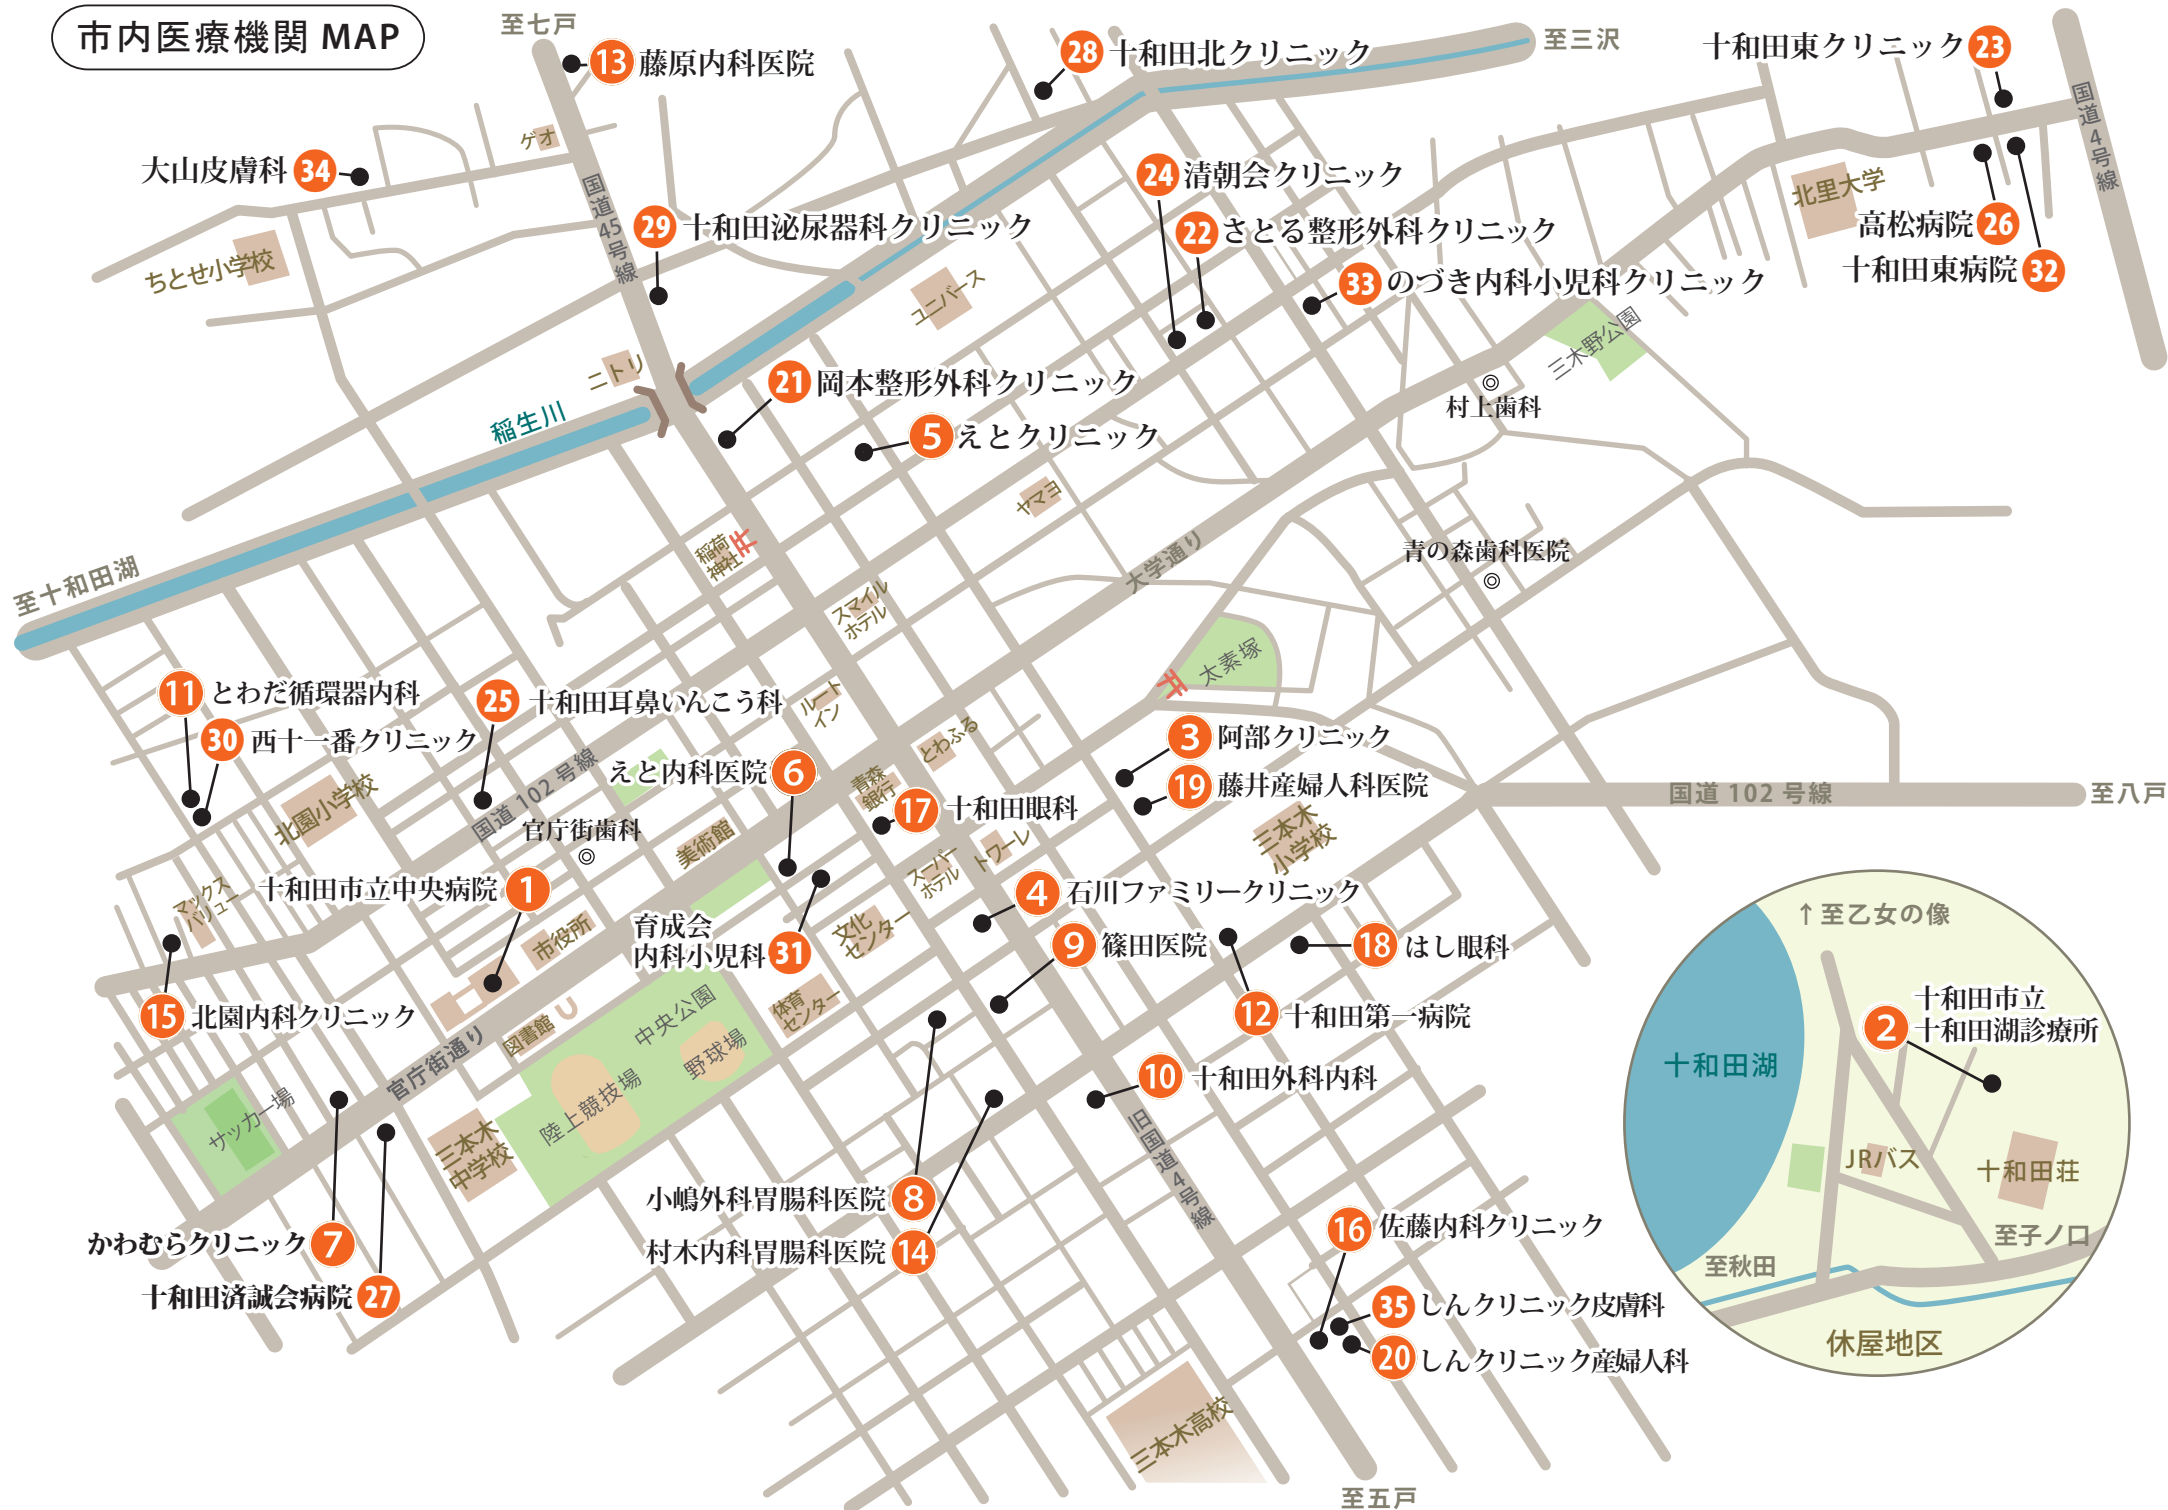 市内医療機関 MAP
至七戸
13 藤原内科医院
28 十和田北クリニック
至三沢
十和田東クリニック 23
国道4号線
ゲオ
大山皮膚科 34
国道45号線
24 清朝会クリニック
北里大学
高松病院 26
十和田東病院 32
29 十和田泌尿器科クリニック
22 さとる整形外科クリニック
33 のづき内科小児科クリニック
ちとせ小学校
ユニバース
三木野公園
ニトリ
21 岡本整形外科クリニック
村上歯科
稲生川
5 えとクリニック
ヤマヨ
稲荷
神社
青の森歯科医院
大学通り
至十和田湖
スマイル
ホテル
太素塚
11 とわだ循環器内科
25 十和田耳鼻いんこう科
ルート
イン
30 西十一番クリニック
とわふる
3 阿部クリニック
えと内科医院 6
青森
銀行
19 藤井産婦人科医院
国道 102 号線
至八戸
北園小学校
国道 102 号線
17 十和田眼科
官庁街歯科
美術館
三本木
小学校
トワーレ
スーパー
ホテル
マックス
バリュー
十和田市立中央病院 1
4 石川ファミリークリニック
↑至乙女の像
市役所
育成会
内科小児科 31
文化
センター
9 篠田医院
18 はし眼科
15 北園内科クリニック
12 十和田第一病院
2 十和田市立
十和田湖診療所
中央公園
体育
センター
図書館
野球場
官庁街通り
十和田湖
10 十和田外科内科
サッカー場
陸上競技場
旧国道4号線
三本木
中学校
JRバス
十和田荘
小嶋外科胃腸科医院 8
村木内科胃腸科医院 14
16 佐藤内科クリニック
至子ノ口
かわむらクリニック 7
至秋田
十和田済誠会病院 27
35 しんクリニック皮膚科
休屋地区
20 しんクリニック産婦人科
三本木高校
至五戸